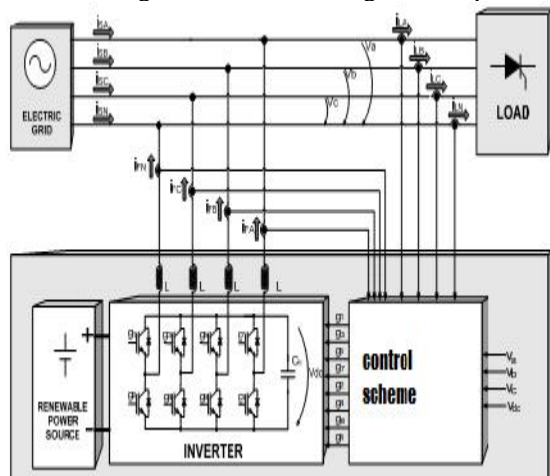 iSA
iSB
iSC
iSN
ELECTRIC
GRID
iLA
iLB
iLC
iLN
Va
Vb
Vc
LOAD
iFN
iFC
iFB
iFA
L
L
L
L
RENEWABLE
POWER
SOURCE
+
-
Vdc
INVERTER
control
scheme
Va
Vb
Vc
Vdc